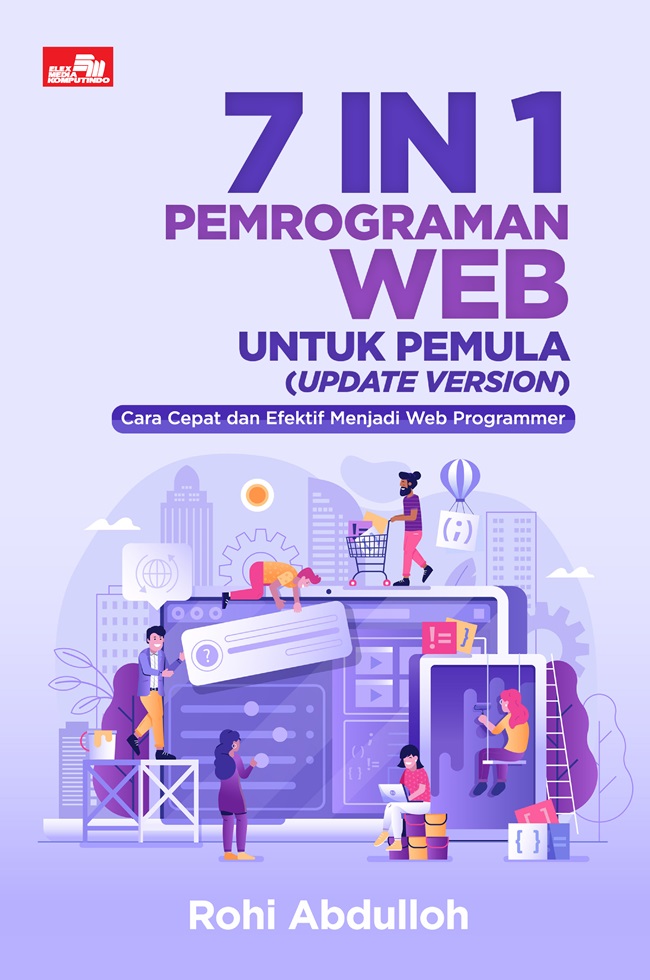 ELEX
MEDIA
KOMPUTINDO
7 IN 1
PEMROGRAMAN
WEB
UNTUK PEMULA
(UPDATE VERSION)
Cara Cepat dan Efektif Menjadi Web Programmer
(;)
!=
?
!=
{ }
Rohi Abdulloh